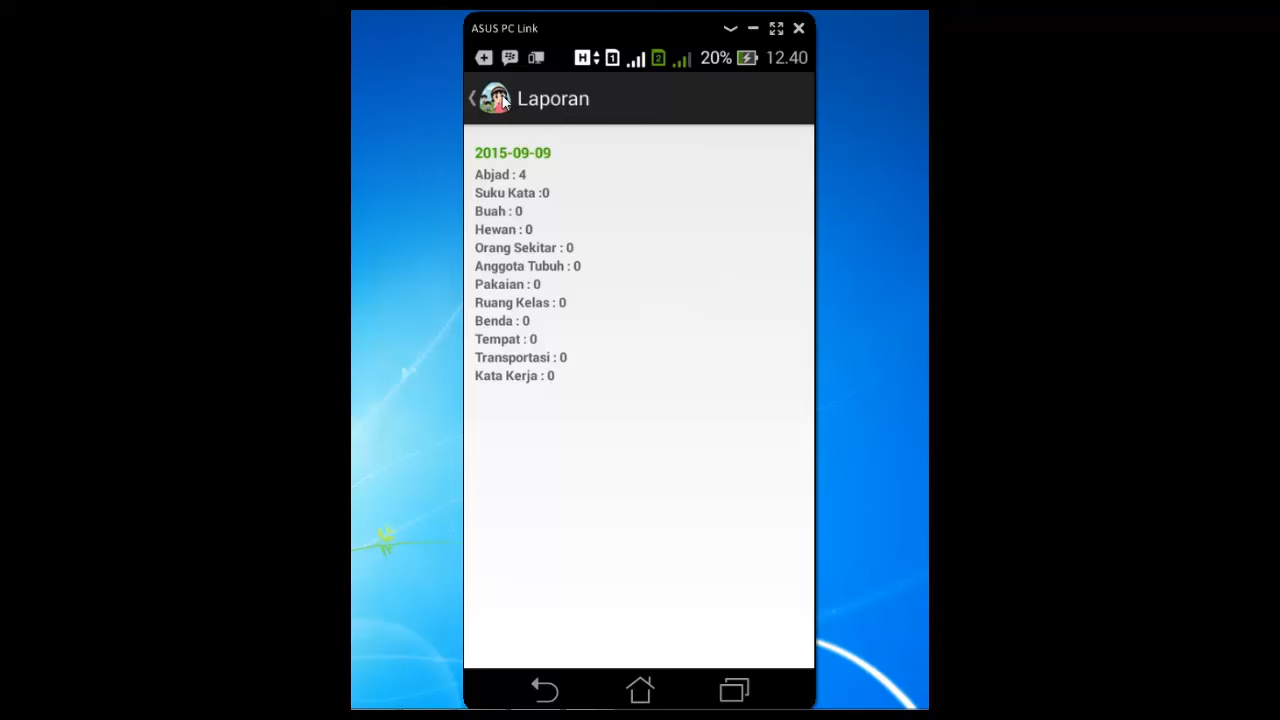 ASUS PC Link
H 1 2 20% 12.40
Laporan
2015-09-09
Abjad : 4
Suku Kata :0
Buah : 0
Hewan : 0
Orang Sekitar : 0
Anggota Tubuh : 0
Pakaian : 0
Ruang Kelas : 0
Benda : 0
Tempat : 0
Transportasi : 0
Kata Kerja : 0